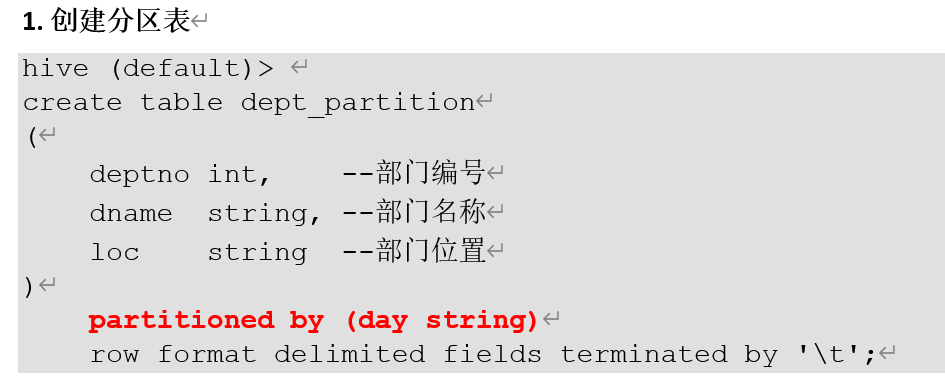 1. 创建分区表
hive (default)>
create table dept_partition
(
    deptno int,    --部门编号
    dname  string, --部门名称
    loc    string  --部门位置
)
    partitioned by (day string)
    row format delimited fields terminated by '\t';